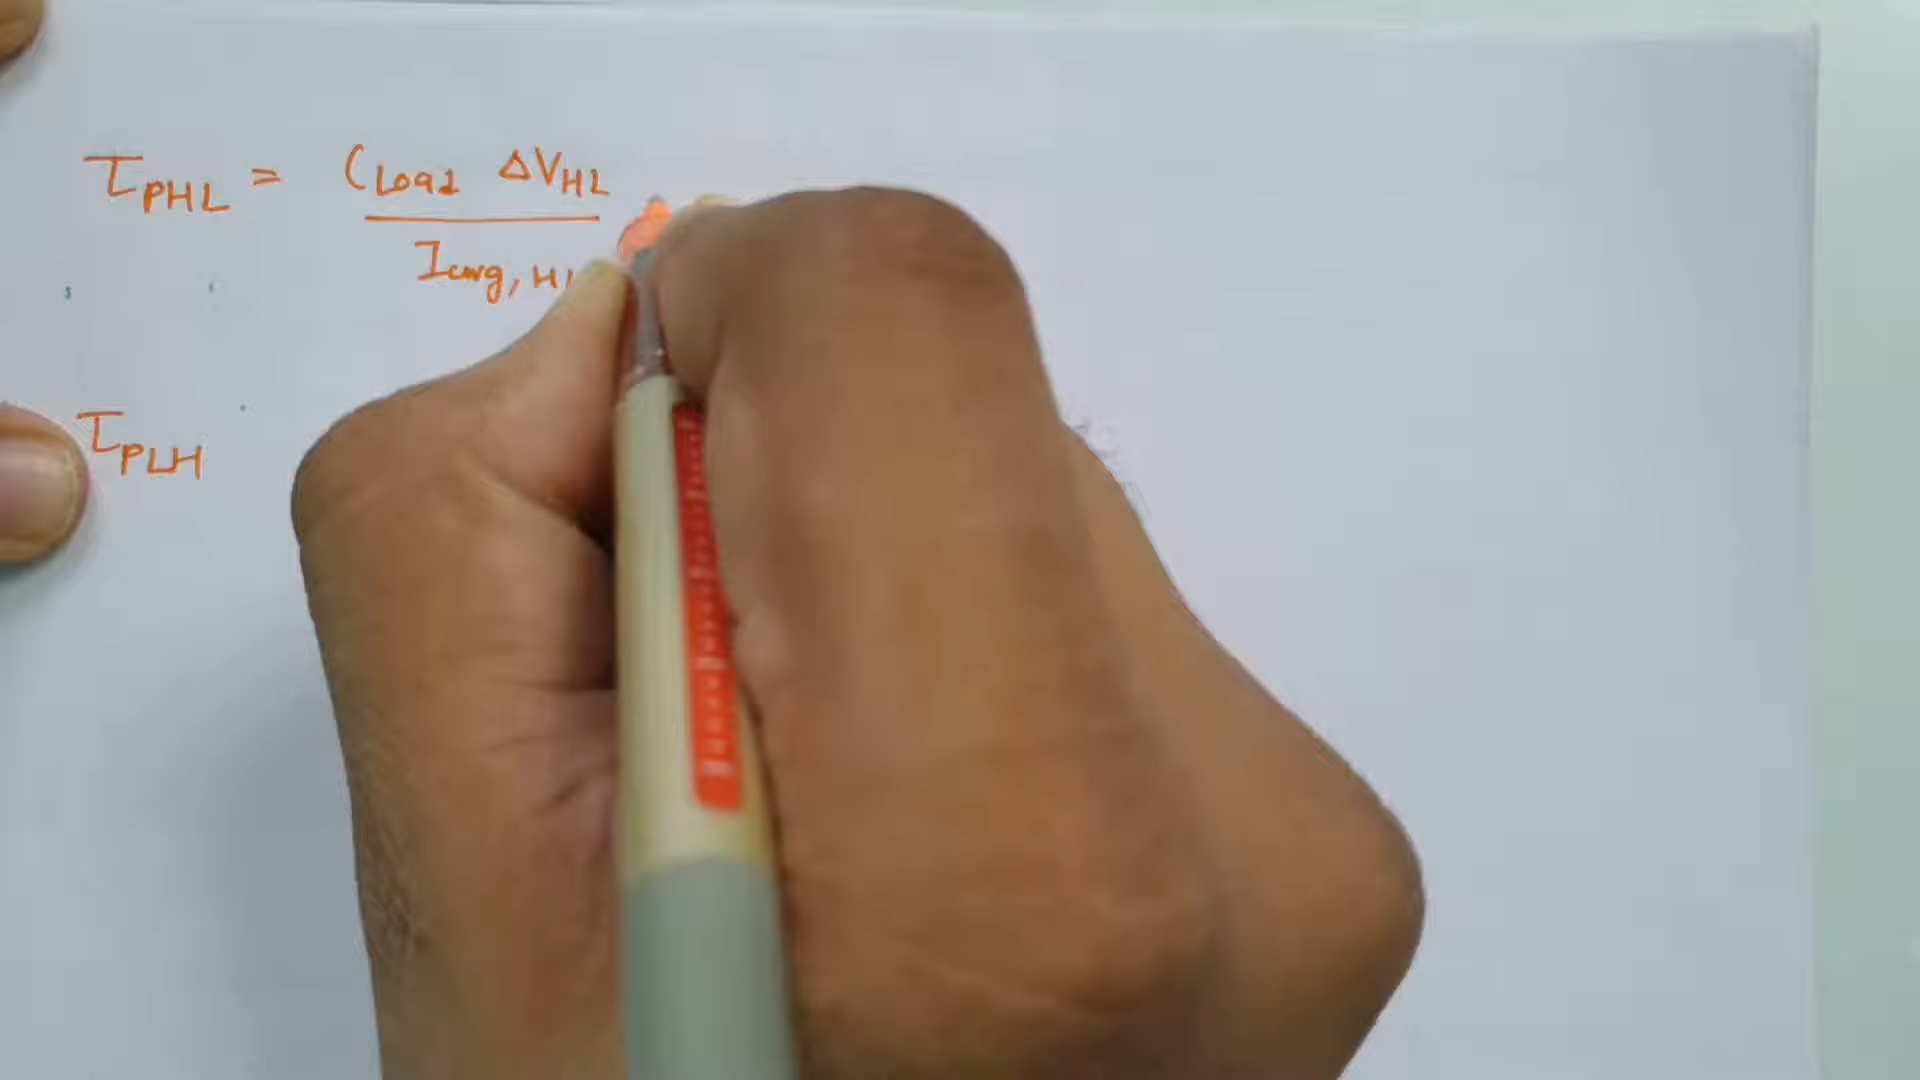 τPHL = CLoad ΔVHL
Iavg, HL
τPLH